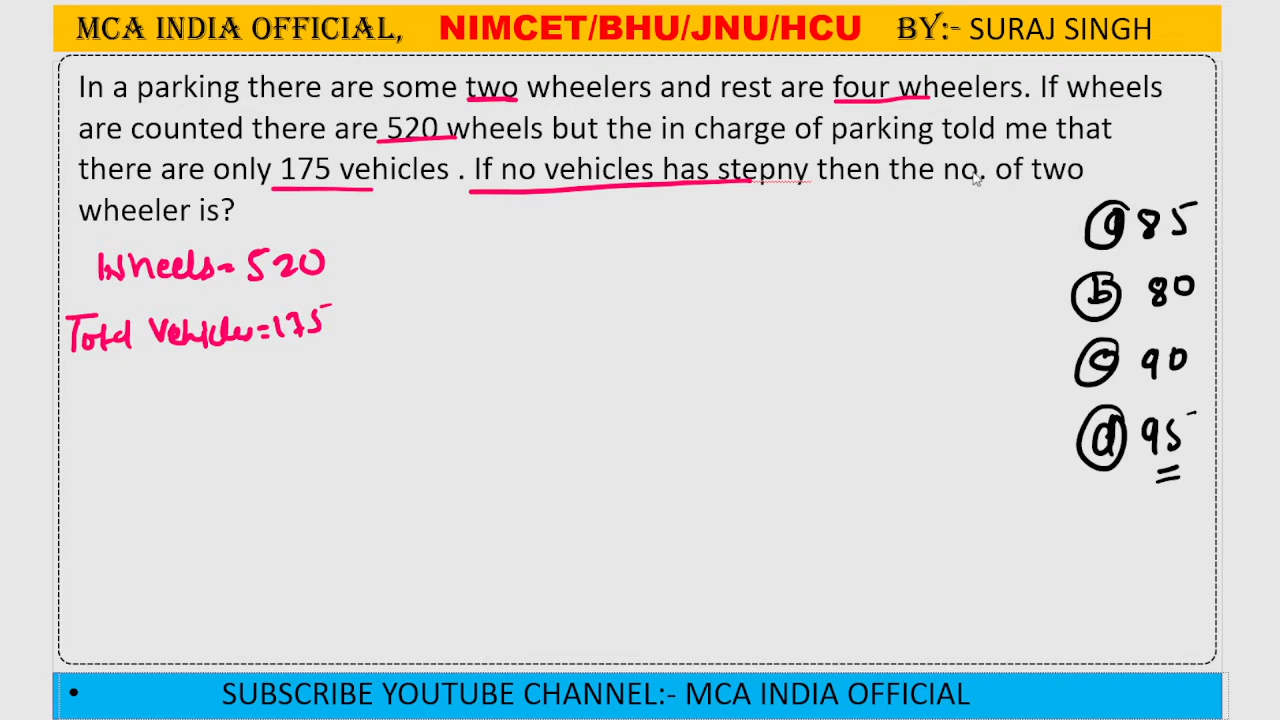 MCA INDIA OFFICIAL, NIMCET/BHU/JNU/HCU BY:- SURAJ SINGH
In a parking there are some two wheelers and rest are four wheelers. If wheels
are counted there are 520 wheels but the in charge of parking told me that
there are only 175 vehicles . If no vehicles has stepny then the no. of two
wheeler is?
Wheels = 520
Total Vehicles = 175
(a) 85
(b) 80
(c) 90
(d) 95
• SUBSCRIBE YOUTUBE CHANNEL:- MCA INDIA OFFICIAL